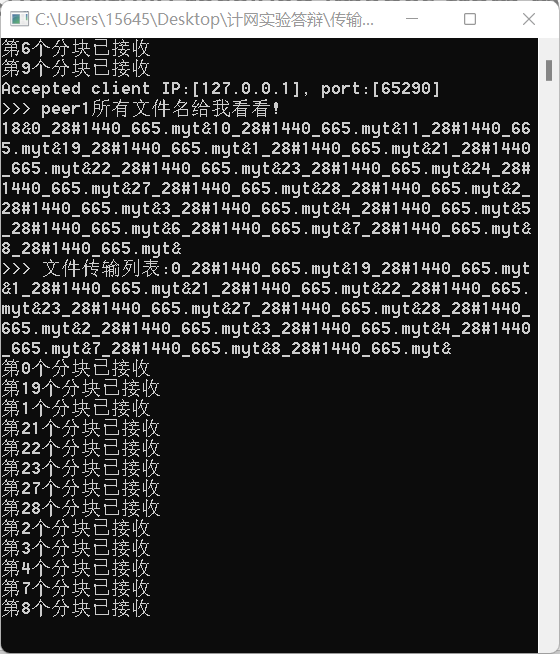 C:\Users\15645\Desktop\计网实验答辩\传输...
第6个分块已接收
第9个分块已接收
Accepted client IP:[127.0.0.1], port:[65290]
>>> peer1所有文件名给我看看!
18&0_28#1440_665.myt&10_28#1440_665.myt&11_28#1440_66
5.myt&19_28#1440_665.myt&1_28#1440_665.myt&21_28#1440
_665.myt&22_28#1440_665.myt&23_28#1440_665.myt&24_28#
1440_665.myt&27_28#1440_665.myt&28_28#1440_665.myt&2_
28#1440_665.myt&3_28#1440_665.myt&4_28#1440_665.myt&5
_28#1440_665.myt&6_28#1440_665.myt&7_28#1440_665.myt&
8_28#1440_665.myt&
>>> 文件传输列表:0_28#1440_665.myt&19_28#1440_665.myt
&1_28#1440_665.myt&21_28#1440_665.myt&22_28#1440_665.
myt&23_28#1440_665.myt&27_28#1440_665.myt&28_28#1440_
665.myt&2_28#1440_665.myt&3_28#1440_665.myt&4_28#1440
_665.myt&7_28#1440_665.myt&8_28#1440_665.myt&
第0个分块已接收
第19个分块已接收
第1个分块已接收
第21个分块已接收
第22个分块已接收
第23个分块已接收
第27个分块已接收
第28个分块已接收
第2个分块已接收
第3个分块已接收
第4个分块已接收
第7个分块已接收
第8个分块已接收